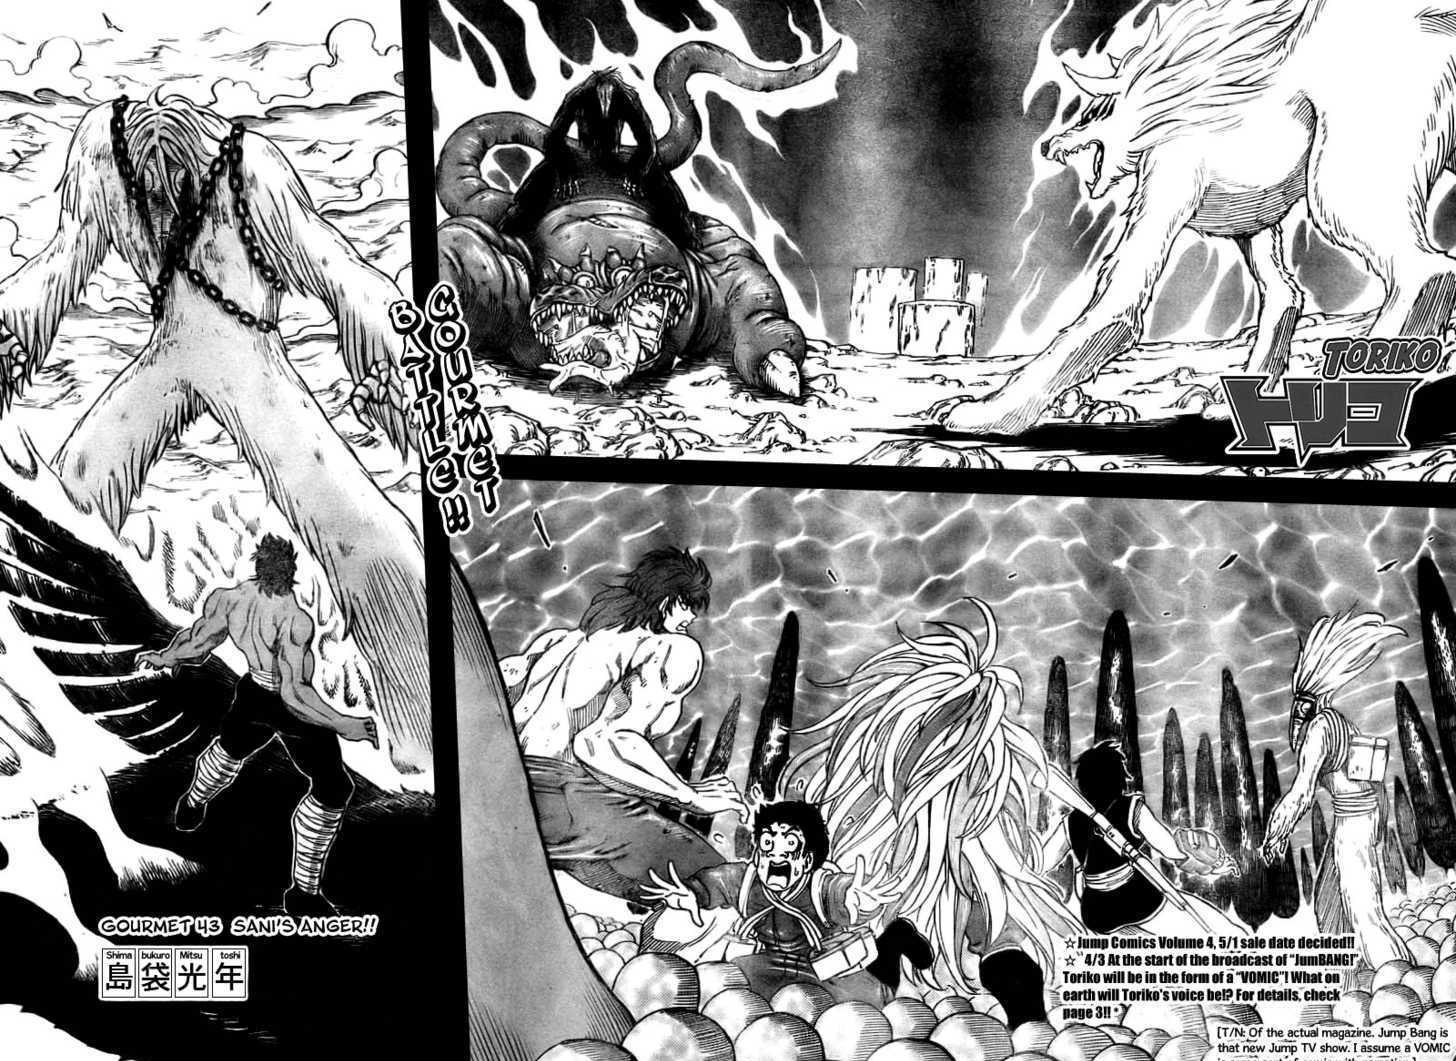 GOURMET
BATTLE!!
TORIKO
トリコ
GOURMET 43 SANI'S ANGER!!
Shima bukuro Mitsu toshi
島袋光年
☆Jump Comics Volume 4, 5/1 sale date decided!!
☆ 4/3 At the start of the broadcast of "JumBANG!"
Toriko will be in the form of a "VOMIC"! What on
earth will Toriko's voice be!? For details, check
page 3!!
[T/N: Of the actual magazine. Jump Bang is
that new Jump TV show. I assume a VOMIC